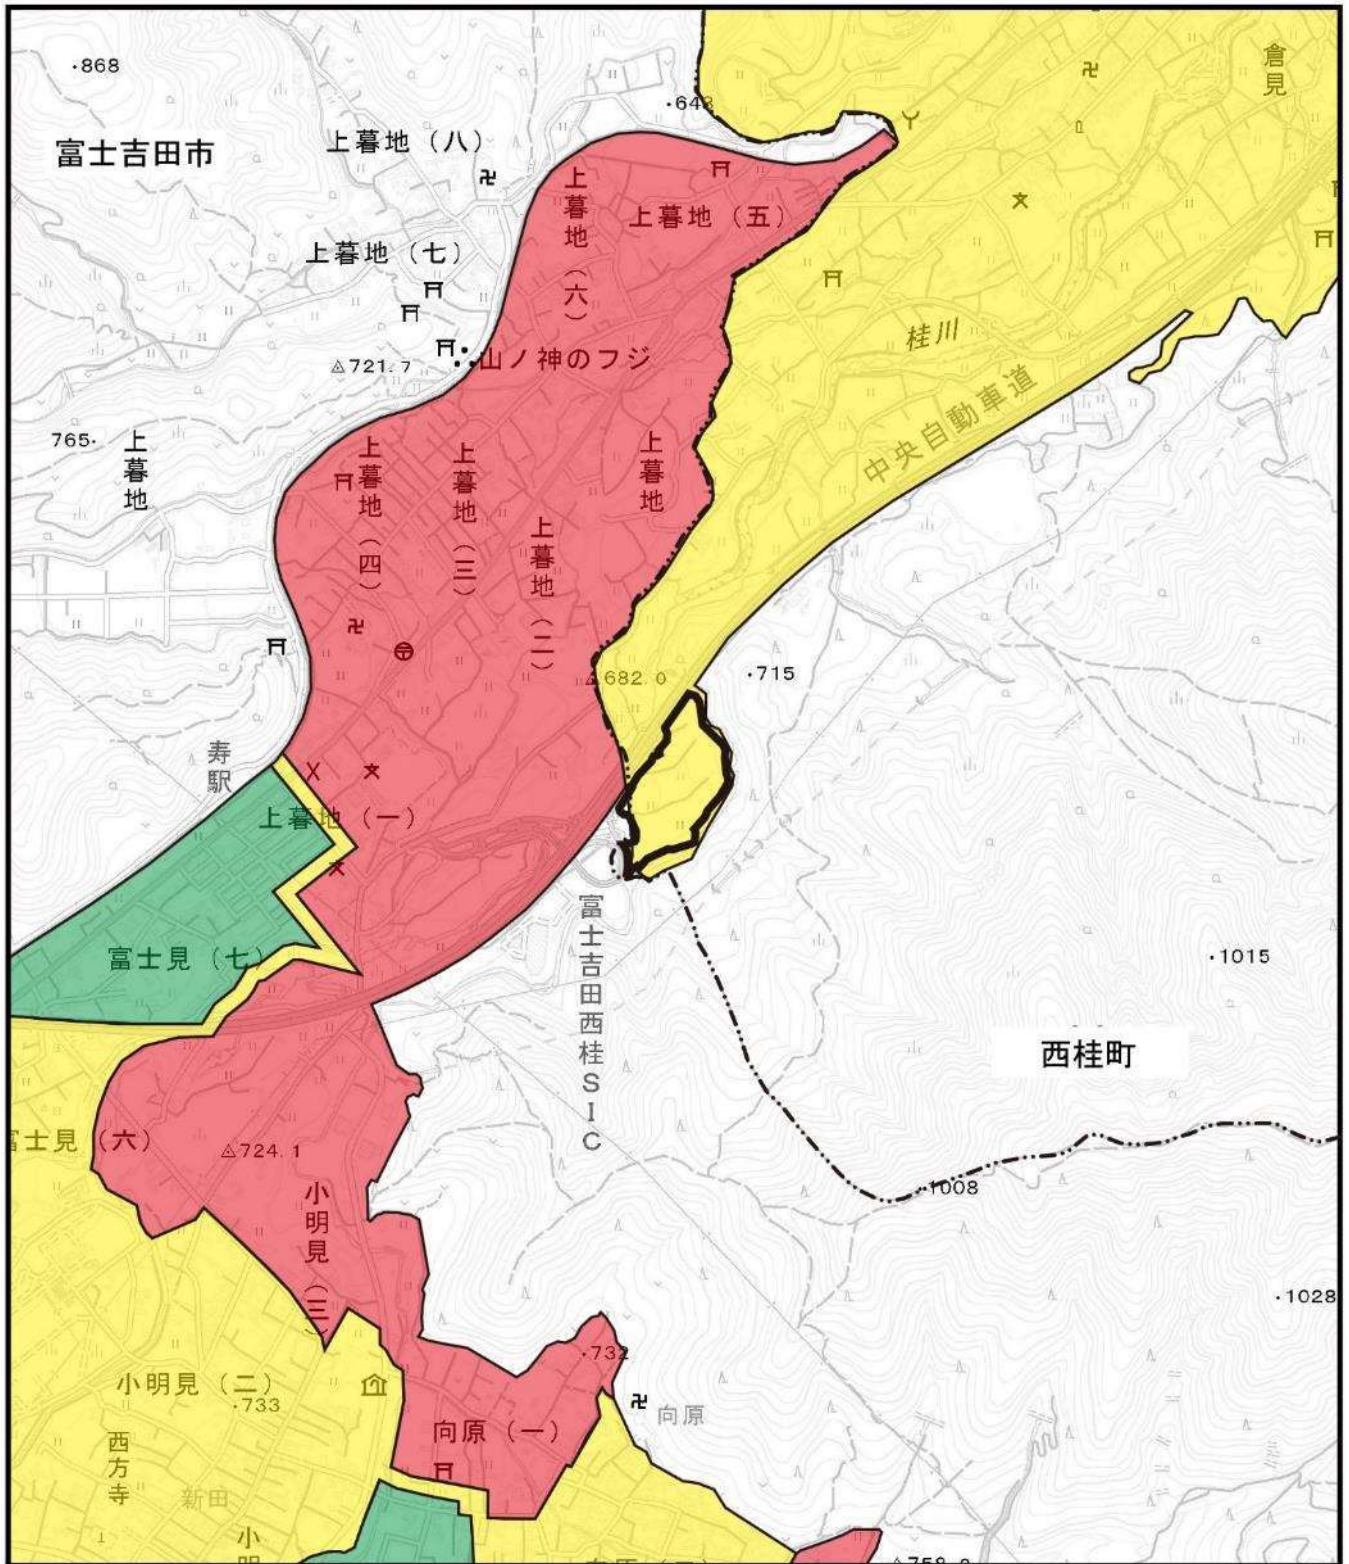 ・868
・648
倉見
富士吉田市
上暮地（八）
上暮地（六）
上暮地（五）
上暮地（七）
桂川
山ノ神のフジ
△721.7
中央自動車道
765・
上暮地
上暮地（四）
上暮地（三）
上暮地（二）
上暮地
△682.0
・715
寿駅
上暮地（一）
富士見（七）
富士吉田西桂SIC
・1015
西桂町
富士見（六）
△724.1
小明見（三）
・1008
・1028
・732
小明見（二）
・733
向原
向原（一）
西方寺
新田